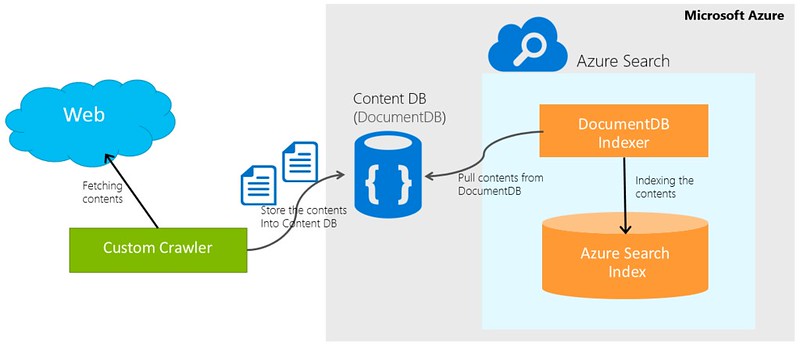 Microsoft Azure
Azure Search
Web
Content DB
(DocumentDB)
DocumentDB
Indexer
Fetching
contents
Store the contents
Into Content DB
{ }
Pull contents from
DocumentDB
Indexing the
contents
Custom Crawler
Azure Search
Index